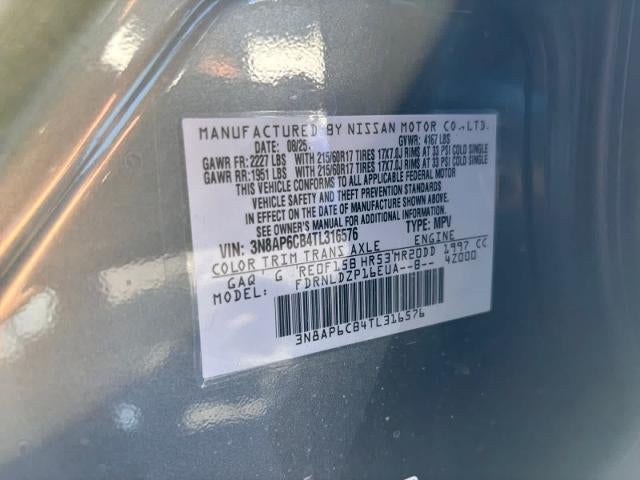 MANUFACTURED BY NISSAN MOTOR CO.,LTD.
DATE: 08/25 GVWR: 4167 LBS
GAWR FR: 2227 LBS WITH 215/60R17 TIRES 17X7.0J RIMS AT 33 PSI COLD SINGLE
GAWR RR: 1951 LBS WITH 215/60R17 TIRES 17X7.0J RIMS AT 33 PSI COLD SINGLE
THIS VEHICLE CONFORMS TO ALL APPLICABLE FEDERAL MOTOR
VEHICLE SAFETY AND THEFT PREVENTION STANDARDS
IN EFFECT ON THE DATE OF MANUFACTURE SHOWN ABOVE.
SEE OWNER'S MANUAL FOR ADDITIONAL INFORMATION
VIN: 3N8AP6CB4TL316576 TYPE: MPV
COLOR TRIM TRANS AXLE ENGINE
GAQ G RE0F15B HR53 MR20DD 1997 CC
MODEL: FDRNLDZP16EUA--B-- 4Z000
3N8AP6CB4TL316576